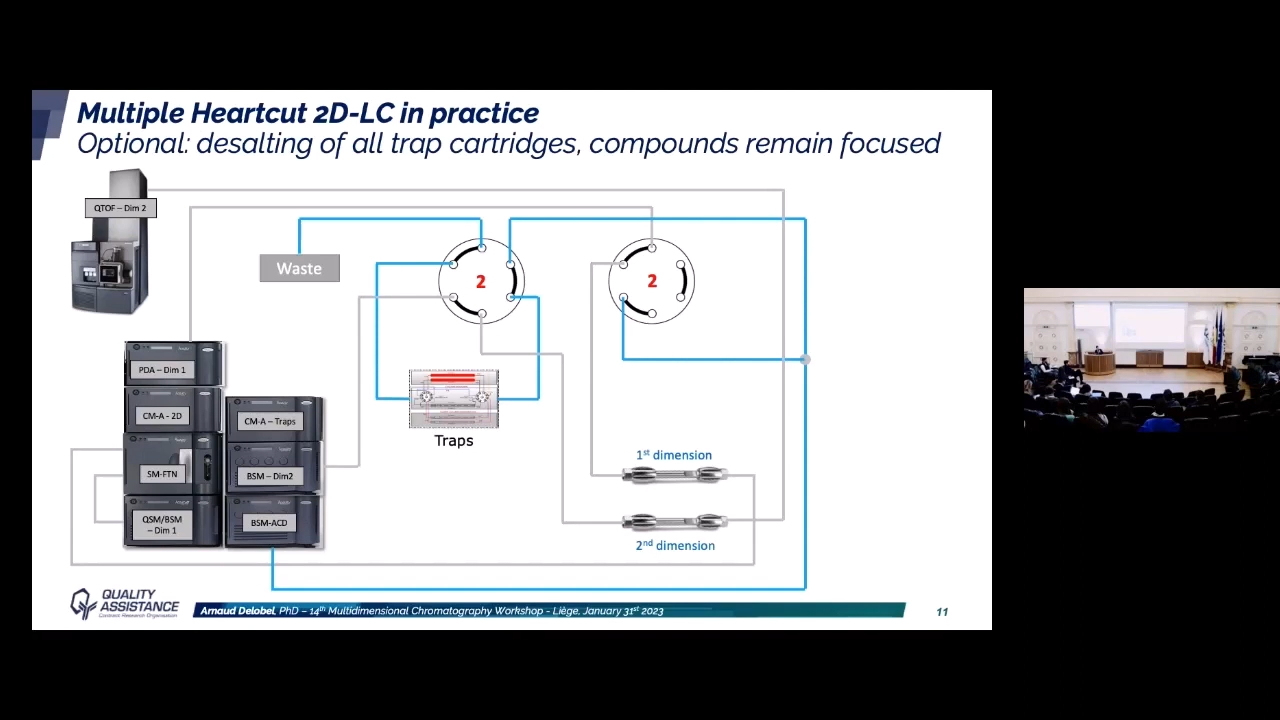 Multiple Heartcut 2D-LC in practice
Optional: desalting of all trap cartridges, compounds remain focused
QTOF – Dim 2
Waste
2
2
PDA – Dim 1
CM-A - 2D
CM-A – Traps
SM-FTN
BSM – Dim2
QSM/BSM
– Dim 1
BSM-ACD
Traps
1st dimension
2nd dimension
QUALITY
ASSISTANCE
Contract Research Organisation
Arnaud Delobel, PhD – 14th Multidimensional Chromatography Workshop - Liège, January 31st 2023
11